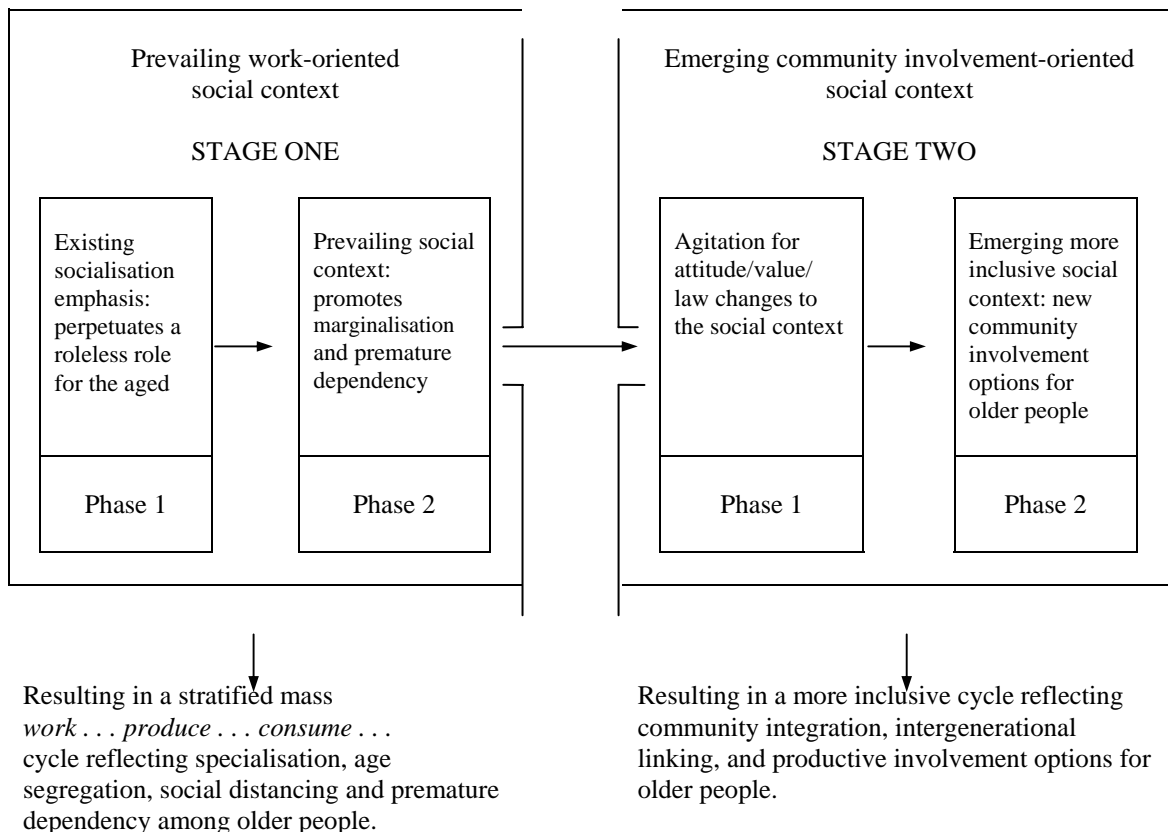 Prevailing work-oriented
social context
STAGE ONE
Existing
socialisation
emphasis:
perpetuates a
roleless role
for the aged
Phase 1
Prevailing social
context:
promotes
marginalisation
and premature
dependency
Phase 2
Resulting in a stratified mass
work . . . produce . . . consume . . .
cycle reflecting specialisation, age
segregation, social distancing and premature
dependency among older people.
Emerging community involvement-oriented
social context
STAGE TWO
Agitation for
attitude/value/
law changes to
the social context
Phase 1
Emerging more
inclusive social
context: new
community
involvement
options for
older people
Phase 2
Resulting in a more inclusive cycle reflecting
community integration, intergenerational
linking, and productive involvement options for
older people.